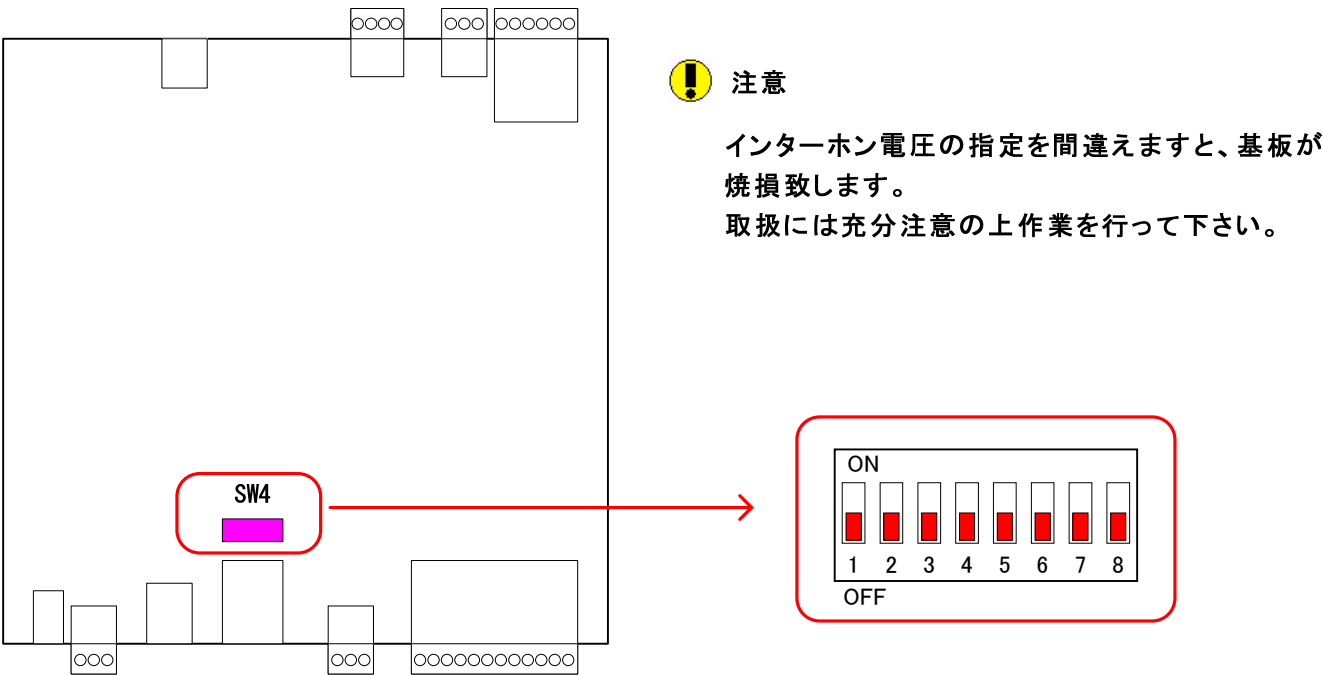 注意
インターホン電圧の指定を間違えますと、基板が
焼損致します。
取扱には充分注意の上作業を行って下さい。
SW4
ON
1 2 3 4 5 6 7 8
OFF